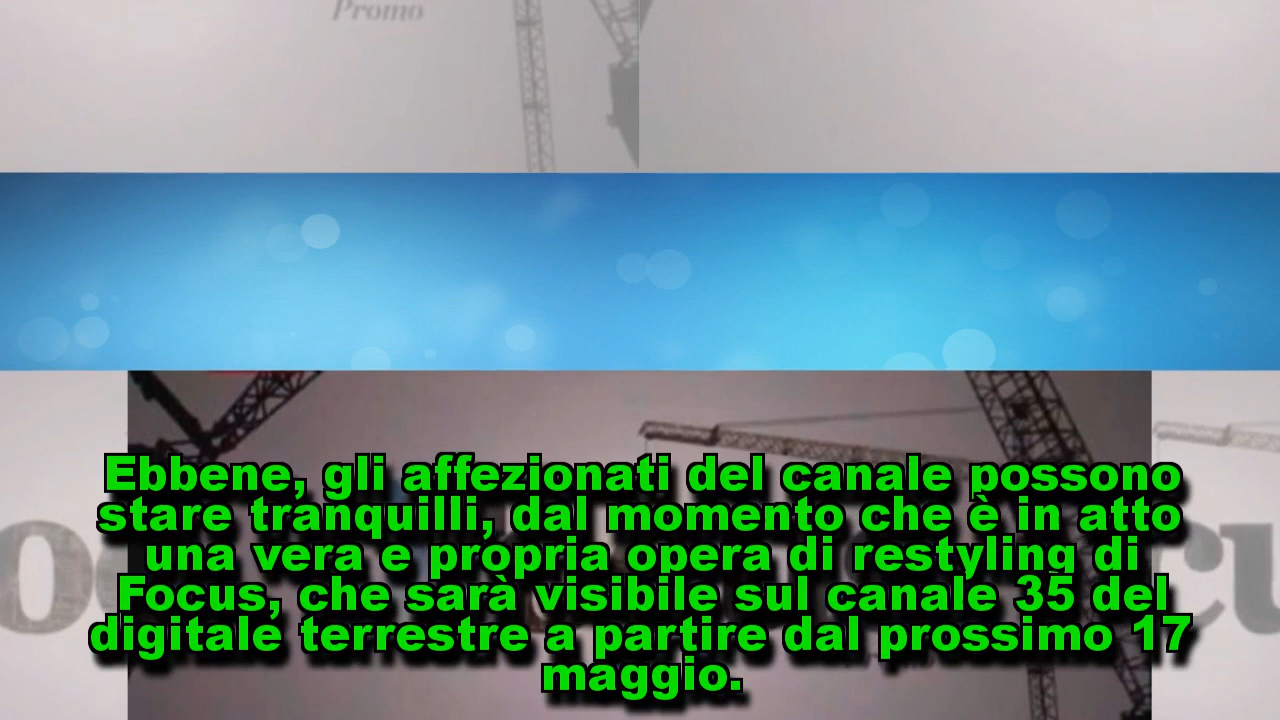 Promo
Ebbene, gli affezionati del canale possono
stare tranquilli, dal momento che è in atto
una vera e propria opera di restyling di
Focus, che sarà visibile sul canale 35 del
digitale terrestre a partire dal prossimo 17
maggio.